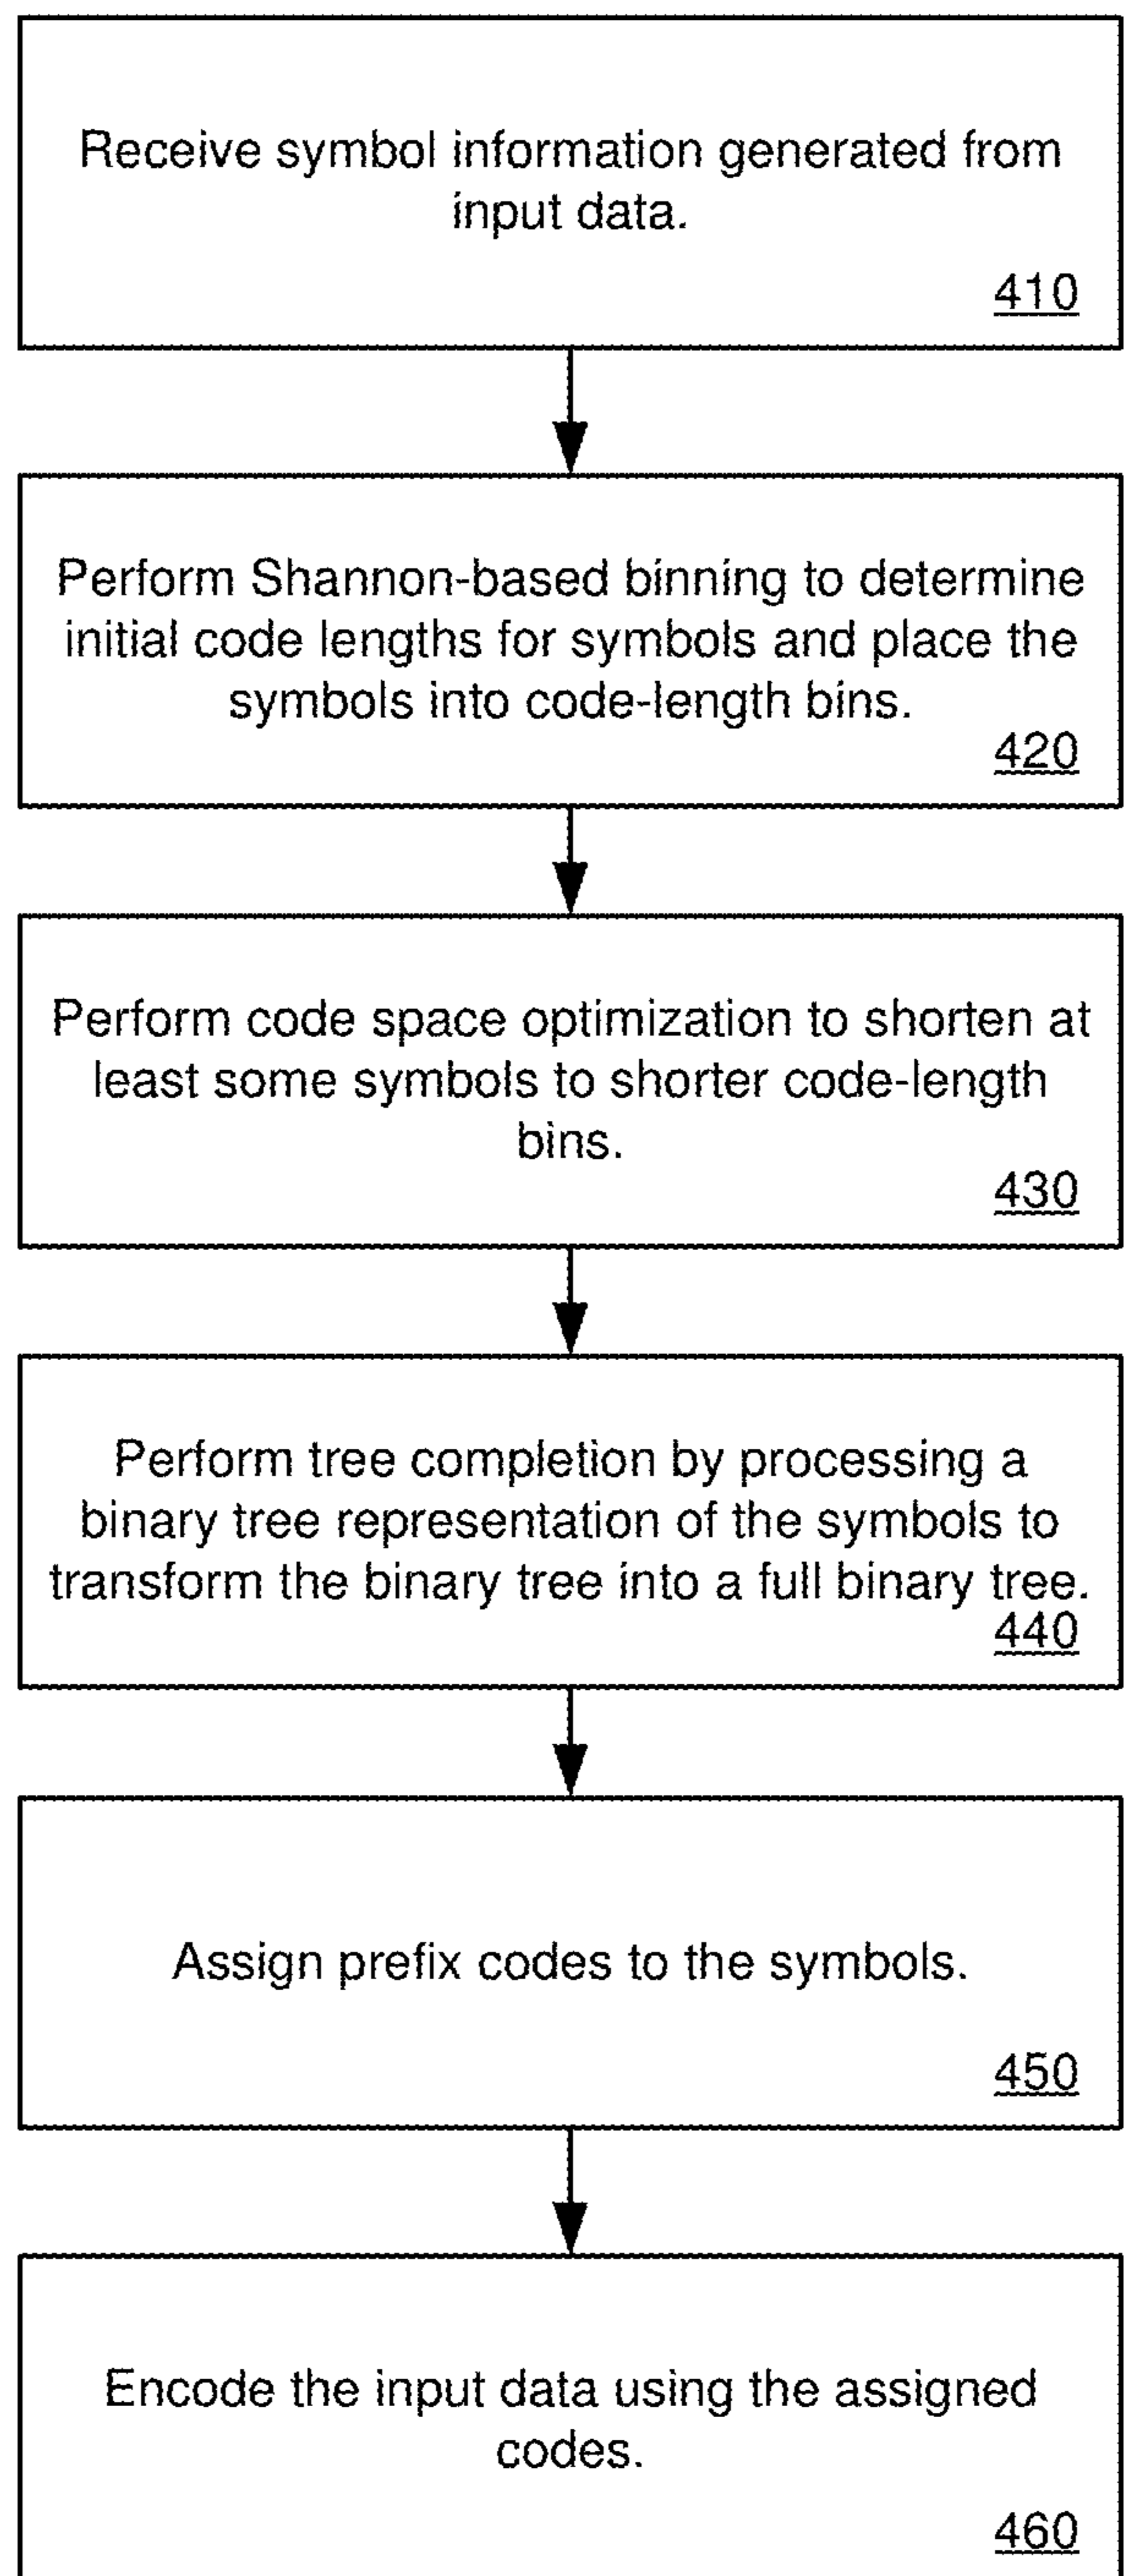 Receive symbol information generated from
input data.
410
Perform Shannon-based binning to determine
initial code lengths for symbols and place the
symbols into code-length bins.
420
Perform code space optimization to shorten at
least some symbols to shorter code-length
bins.
430
Perform tree completion by processing a
binary tree representation of the symbols to
transform the binary tree into a full binary tree.
440
Assign prefix codes to the symbols.
450
Encode the input data using the assigned
codes.
460